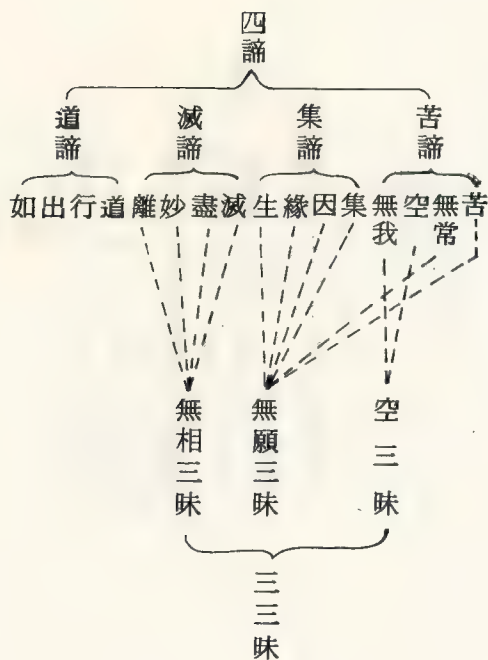 四諦
苦諦
集諦
滅諦
道諦
苦
無常
空
無我
集
因
緣
生
滅
盡
妙
離
道
行
出
如
空三昧
無願三昧
無相三昧
三三昧